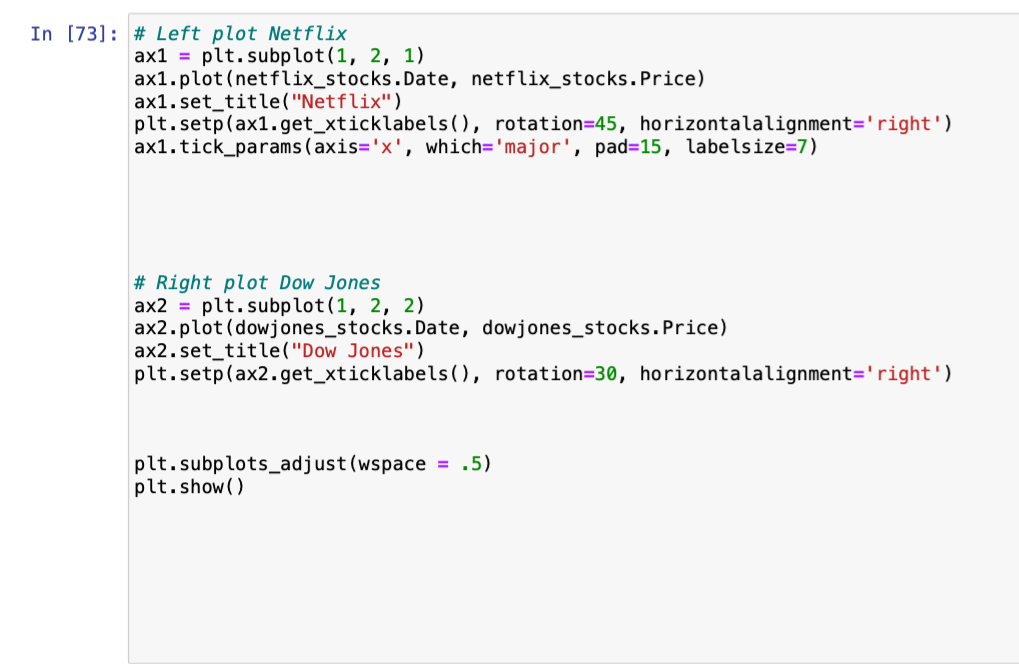 In [73]: # Left plot Netflix
ax1 = plt.subplot(1, 2, 1)
ax1.plot(netflix_stocks.Date, netflix_stocks.Price)
ax1.set_title("Netflix")
plt.setp(ax1.get_xticklabels(), rotation=45, horizontalalignment='right')
ax1.tick_params(axis='x', which='major', pad=15, labelsize=7)
# Right plot Dow Jones
ax2 = plt.subplot(1, 2, 2)
ax2.plot(dowjones_stocks.Date, dowjones_stocks.Price)
ax2.set_title("Dow Jones")
plt.setp(ax2.get_xticklabels(), rotation=30, horizontalalignment='right')
plt.subplots_adjust(wspace = .5)
plt.show()